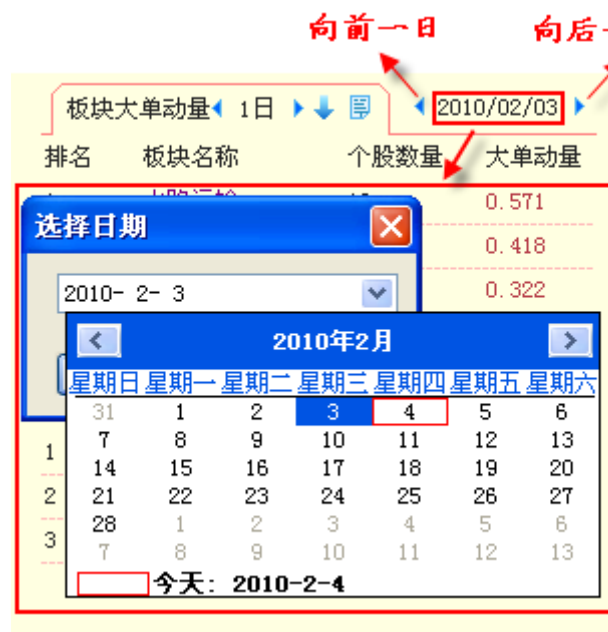 向前一日 向后
板块大单动量 1日 2010/02/03
排名 板块名称 个股数量 大单动量
0.571
选择日期
0.418
2010- 2- 3 0.322
2010年2月
星期日 星期一 星期二 星期三 星期四 星期五 星期六
31 1 2 3 4 5 6
7 8 9 10 11 12 13
1
14 15 16 17 18 19 20
2 21 22 23 24 25 26 27
28 1 2 3 4 5 6
3
7 8 9 10 11 12 13
今天: 2010-2-4